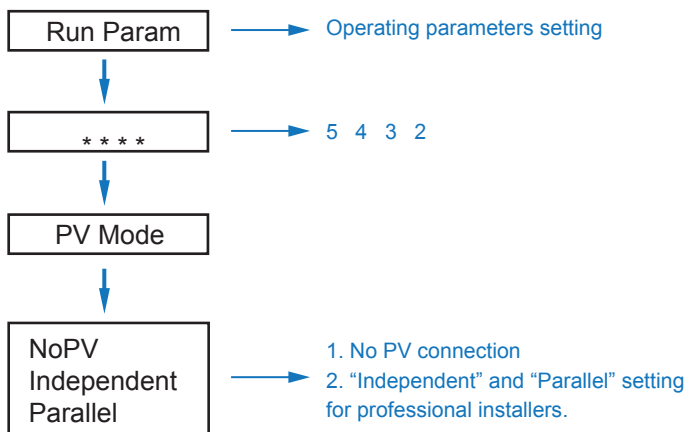 Run Param
Operating parameters setting
* * * *
5 4 3 2
PV Mode
NoPV
Independent
Parallel
1. No PV connection
2. “Independent” and “Parallel” setting
for professional installers.